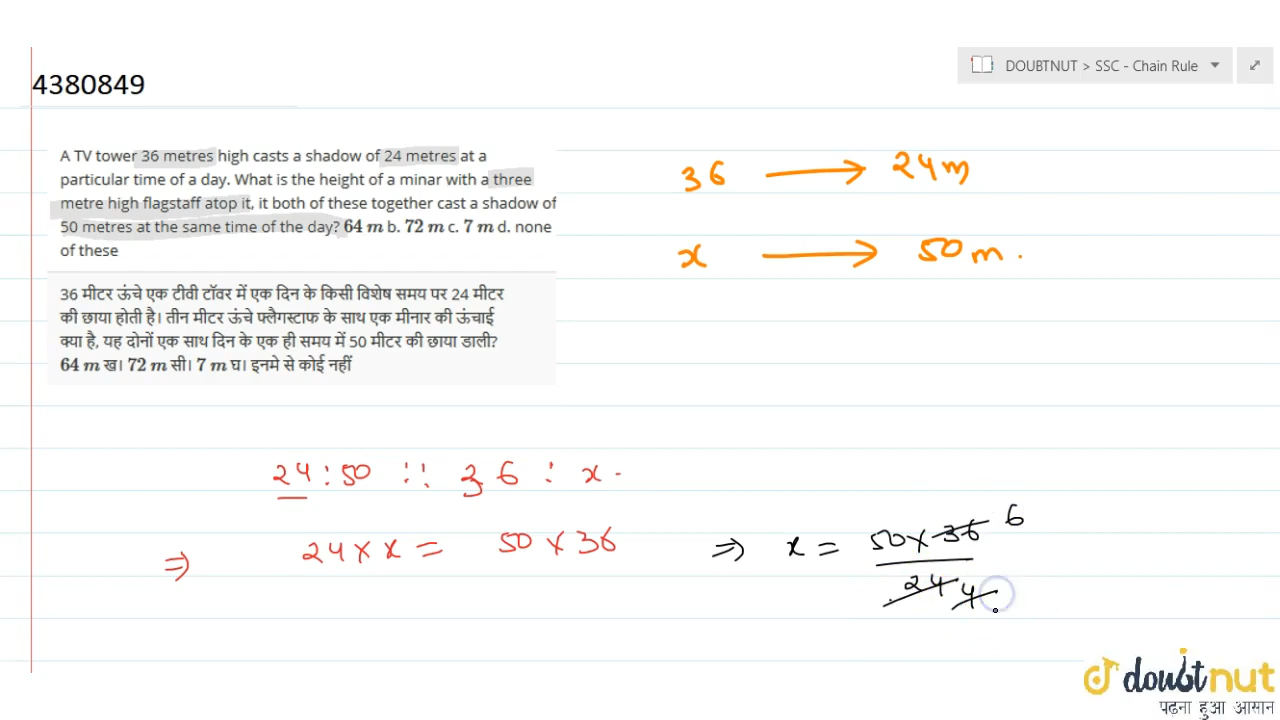 4380849
DOUBTNUT > SSC - Chain Rule
A TV tower 36 metres high casts a shadow of 24 metres at a
particular time of a day. What is the height of a minar with a three
metre high flagstaff atop it, it both of these together cast a shadow of
50 metres at the same time of the day? 64 m b. 72 m c. 7 m d. none
of these
36 मीटर ऊंचे एक टीवी टॉवर में एक दिन के किसी विशेष समय पर 24 मीटर
की छाया होती है। तीन मीटर ऊंचे फ्लैगस्टाफ के साथ एक मीनार की ऊंचाई
क्या है, यह दोनों एक साथ दिन के एक ही समय में 50 मीटर की छाया डाली?
64 m ख। 72 m सी। 7 m घ। इनमे से कोई नहीं
36 ⟶ 24m
x ⟶ 50m.
24 : 50 :: 36 : x.
⇒ 24 × x = 50 × 36 ⇒ x = 50 × 36 6
24 4
doubtnut
पढ़ना हुआ आसान